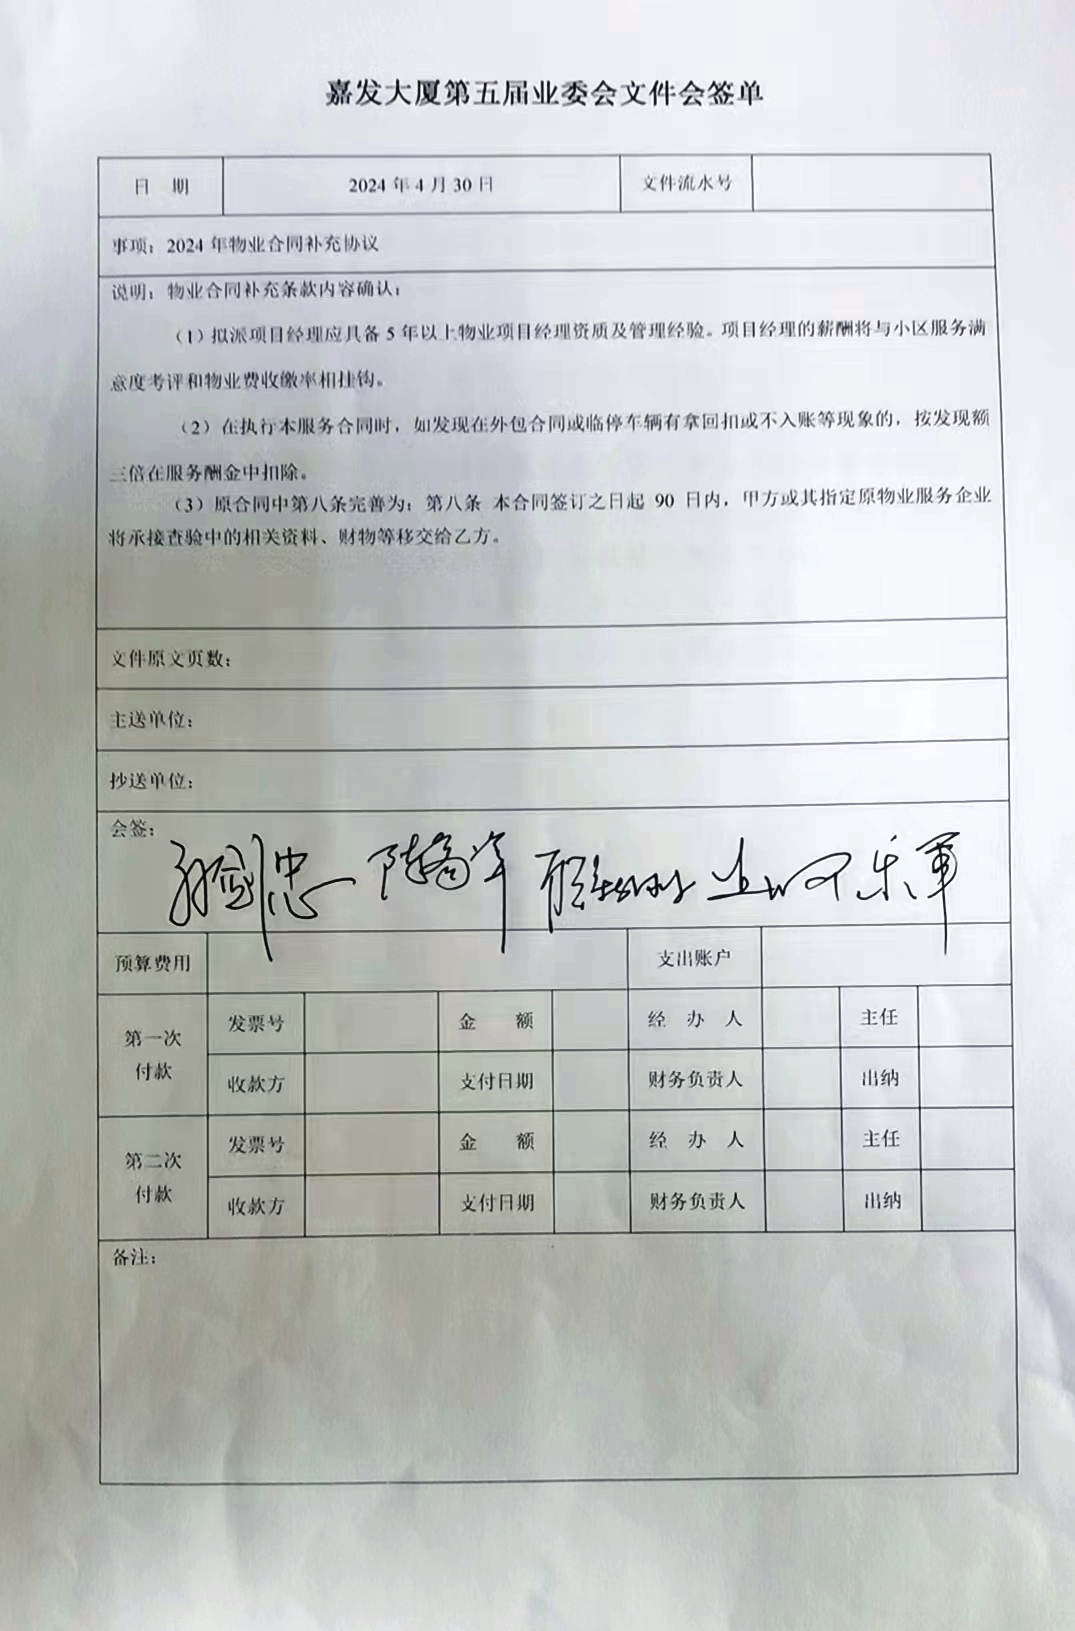 嘉发大厦第五届业委会文件会签单
日 期 2024 年 4 月 30 日 文件流水号
事项：2024 年物业合同补充协议
说明：物业合同补充条款内容确认：
（1）拟派项目经理应具备 5 年以上物业项目经理资质及管理经验。项目经理的薪酬将与小区服务满
意度考评和物业费收缴率相挂钩。
（2）在执行本服务合同时，如发现在外包合同或临停车辆有拿回扣或不入账等现象的，按发现额
三倍在服务酬金中扣除。
（3）原合同中第八条完善为：第八条 本合同签订之日起 90 日内，甲方或其指定原物业服务企业
将承接查验中的相关资料、财物等移交给乙方。
文件原文页数：
主送单位：
抄送单位：
会签：
预算费用 支出账户
第一次付款 发票号 金 额 经 办 人 主任
收款方 支付日期 财务负责人 出纳
第二次付款 发票号 金 额 经 办 人 主任
收款方 支付日期 财务负责人 出纳
备注：